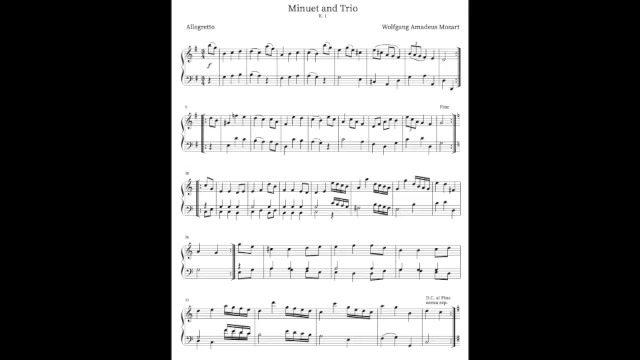 Minuet and Trio
K. 1
Allegretto
Wolfgang Amadeus Mozart
Fine
D.C. al Fine
senza rep.